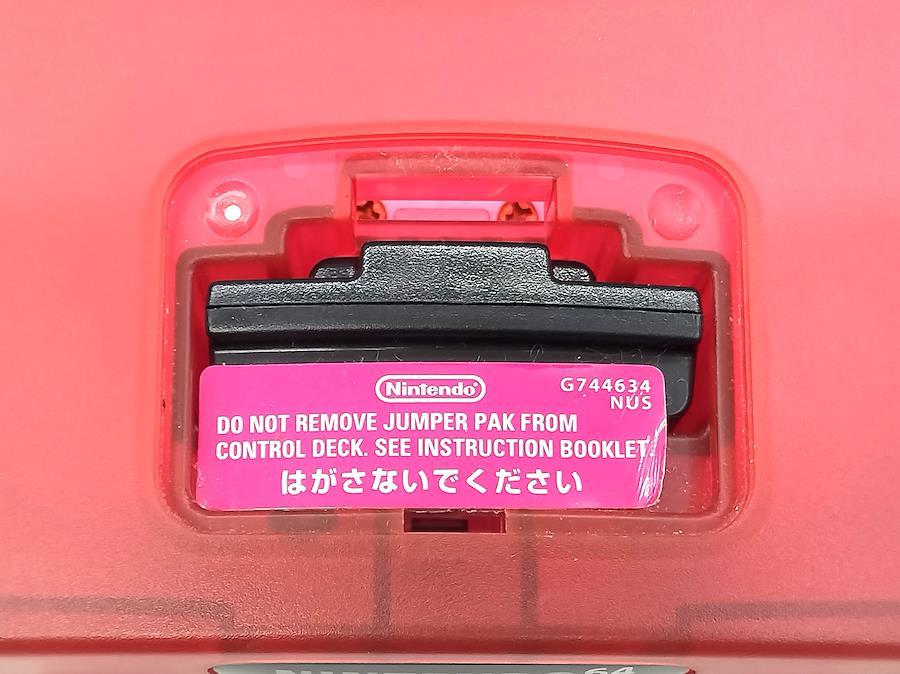 Nintendo®
G744634
NUS
DO NOT REMOVE JUMPER PAK FROM
CONTROL DECK. SEE INSTRUCTION BOOKLET
はがさないでください
64